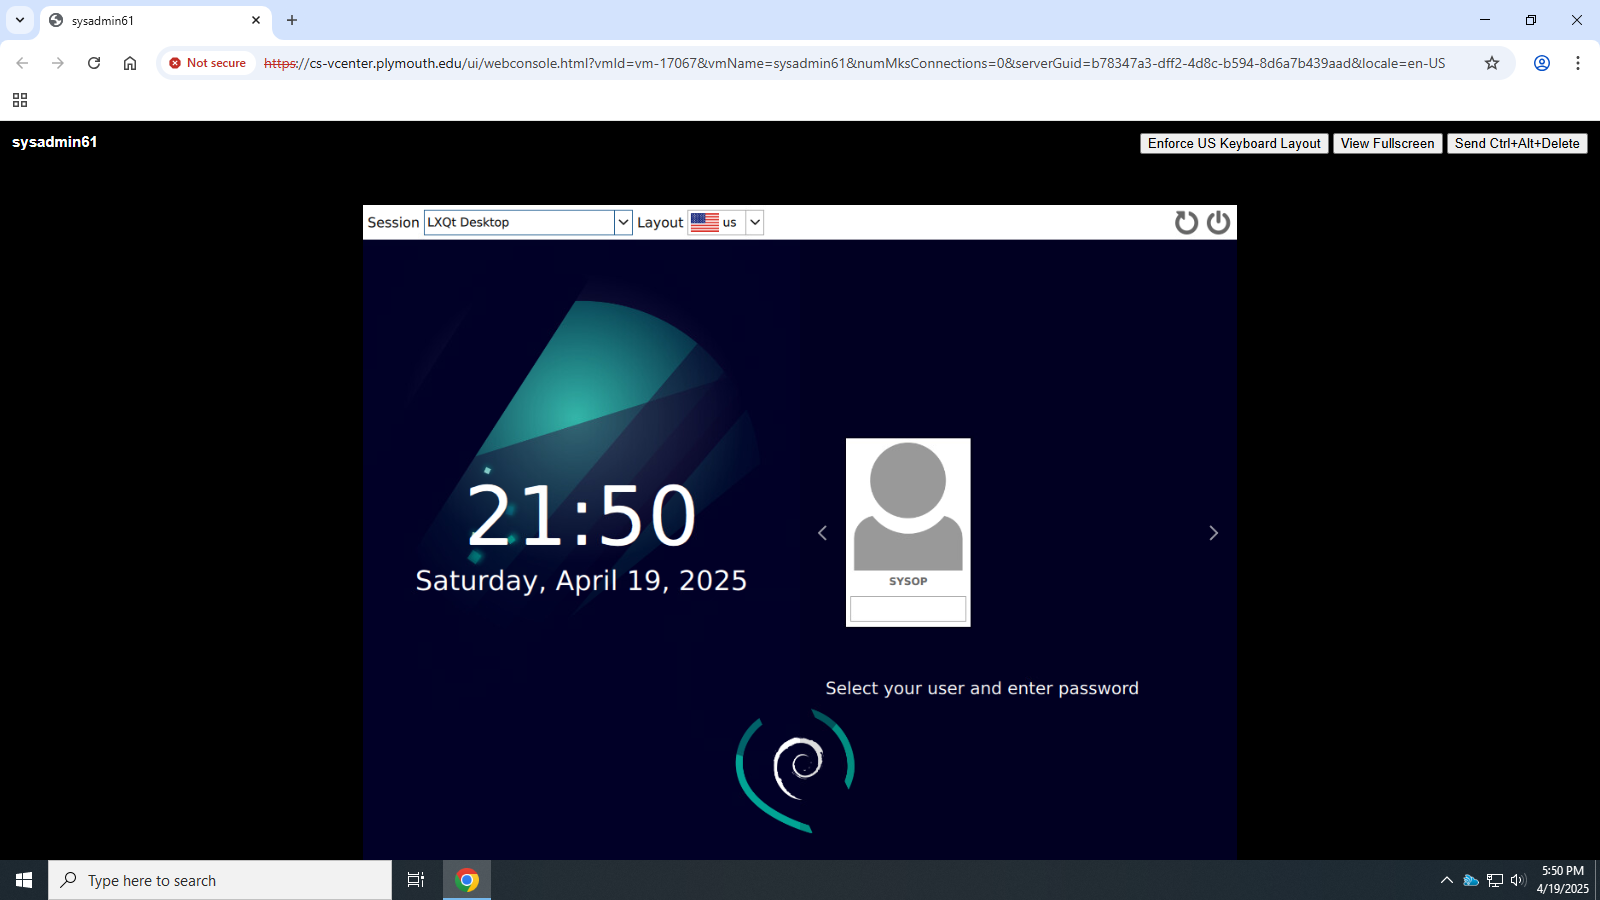 sysadmin61
Not secure
https://cs-vcenter.plymouth.edu/ui/webconsole.html?vmId=vm-17067&vmName=sysadmin61&numMksConnections=0&serverGuid=b78347a3-dff2-4d8c-b594-8d6a7b439aad&locale=en-US
sysadmin61
Enforce US Keyboard Layout
View Fullscreen
Send Ctrl+Alt+Delete
Session
LXQt Desktop
Layout
us
21:50
Saturday, April 19, 2025
SYSOP
Select your user and enter password
Type here to search
5:50 PM
4/19/2025